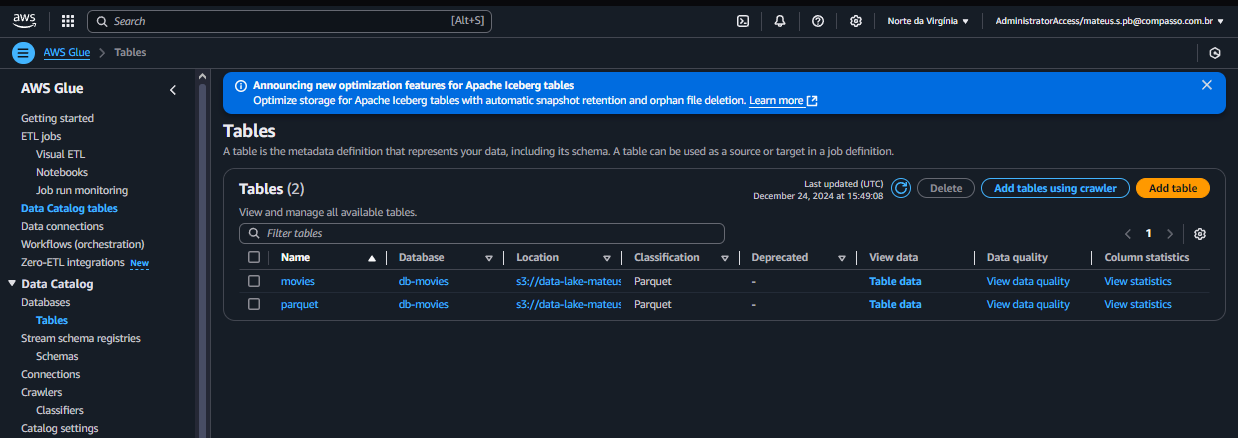 aws
Search [Alt+S]
Norte da Virgínia
AdministratorAccess/mateus.s.pb@compasso.com.br
AWS Glue > Tables
AWS Glue
Getting started
ETL jobs
Visual ETL
Notebooks
Job run monitoring
Data Catalog tables
Data connections
Workflows (orchestration)
Zero-ETL integrations New
Data Catalog
Databases
Tables
Stream schema registries
Schemas
Connections
Crawlers
Classifiers
Catalog settings
Announcing new optimization features for Apache Iceberg tables
Optimize storage for Apache Iceberg tables with automatic snapshot retention and orphan file deletion. Learn more
Tables
A table is the metadata definition that represents your data, including its schema. A table can be used as a source or target in a job definition.
Tables (2)
Last updated (UTC)
December 24, 2024 at 15:49:08
Delete
Add tables using crawler
Add table
View and manage all available tables.
Filter tables
1
Name Database Location Classification Deprecated View data Data quality Column statistics
movies db-movies s3://data-lake-mateus Parquet - Table data View data quality View statistics
parquet db-movies s3://data-lake-mateus Parquet - Table data View data quality View statistics